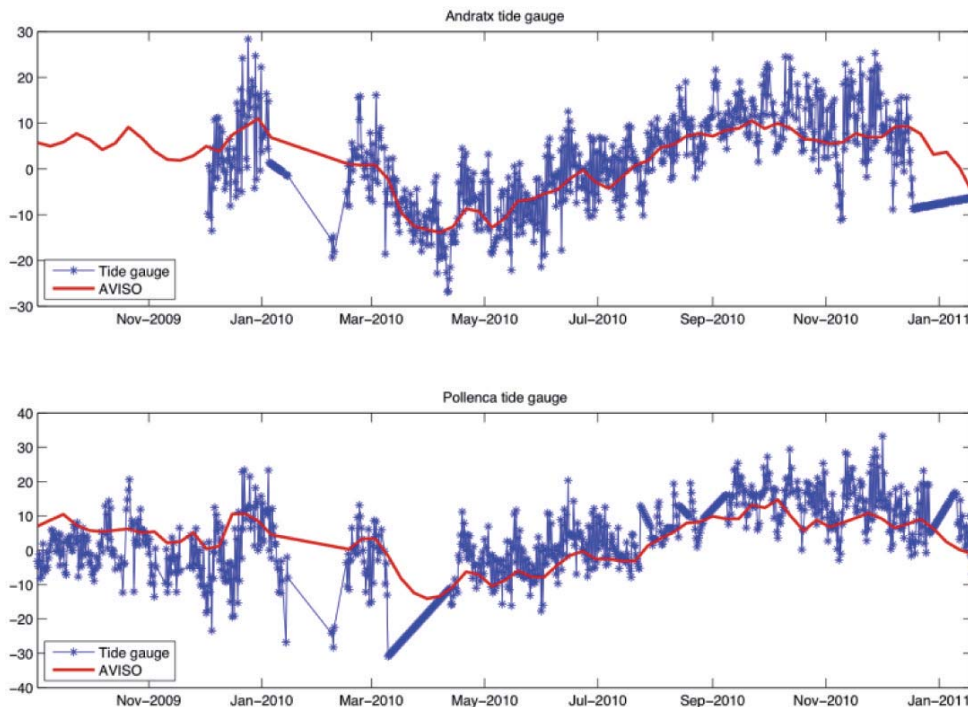 Andratx tide gauge
30
20
10
0
−10
−20
−30
Tide gauge
AVISO
Nov−2009 Jan−2010 Mar−2010 May−2010 Jul−2010 Sep−2010 Nov−2010 Jan−2011
Pollenca tide gauge
40
30
20
10
0
−10
−20
−30
−40
Tide gauge
AVISO
Nov−2009 Jan−2010 Mar−2010 May−2010 Jul−2010 Sep−2010 Nov−2010 Jan−2011